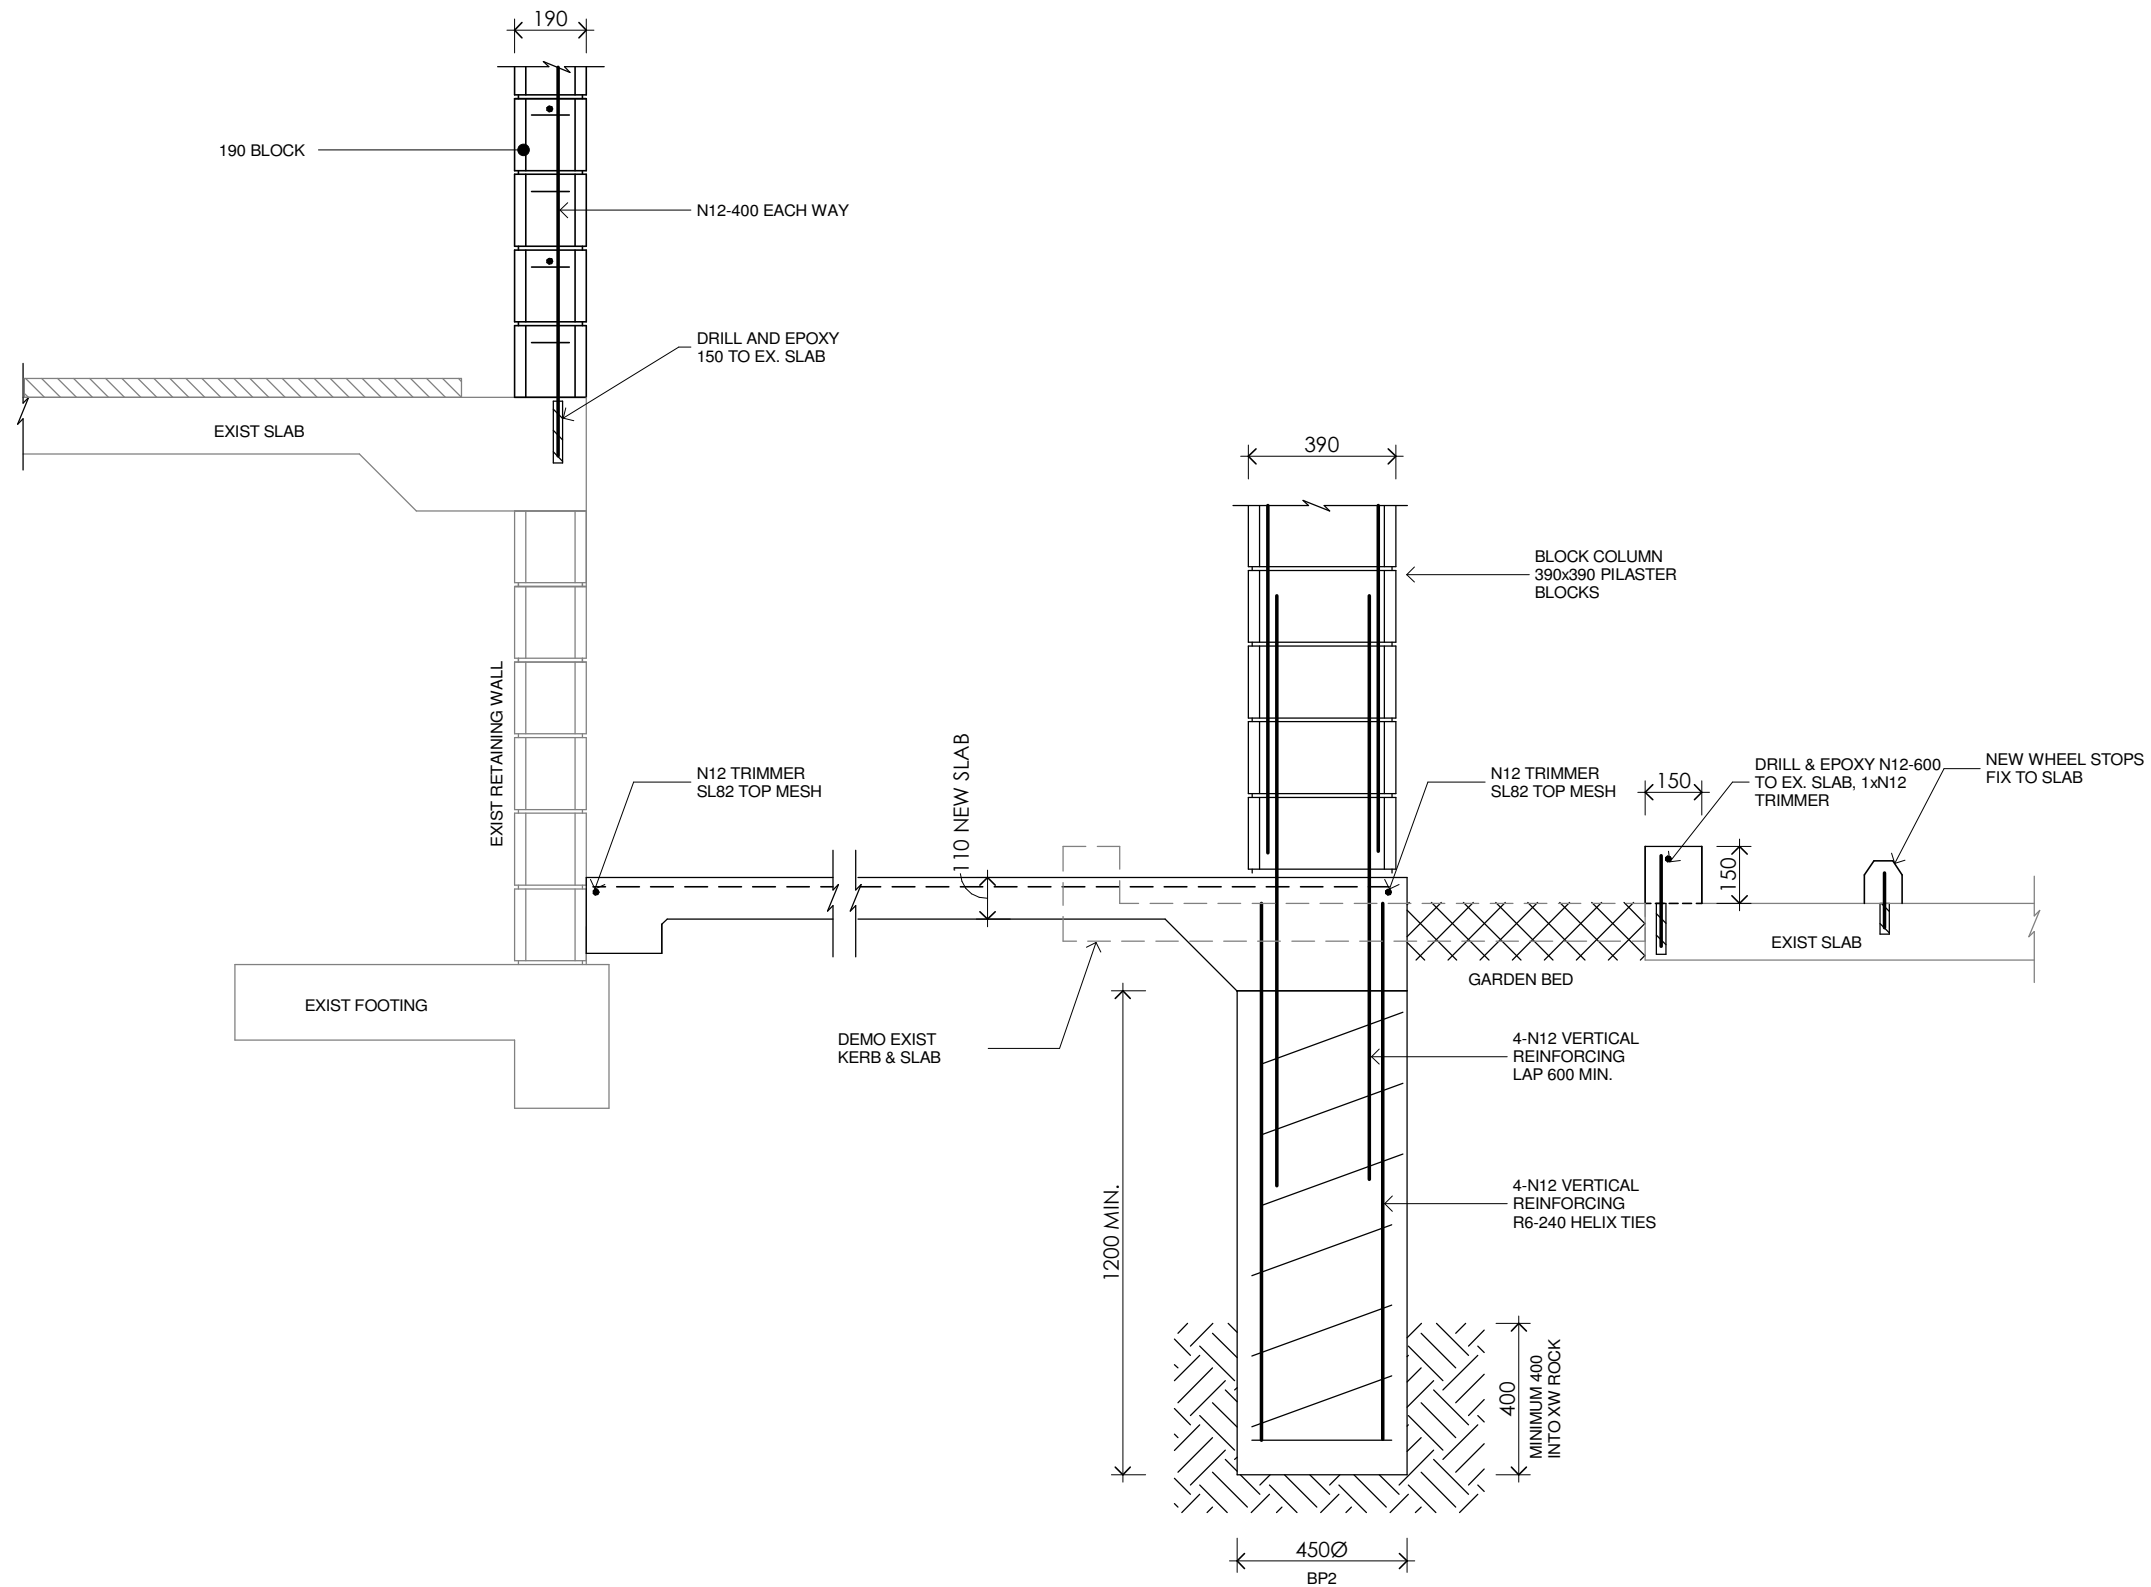 190
190 BLOCK
N12-400 EACH WAY
DRILL AND EPOXY
150 TO EX. SLAB
EXIST SLAB
390
BLOCK COLUMN
390x390 PILASTER
BLOCKS
EXIST RETAINING WALL
N12 TRIMMER
SL82 TOP MESH
110 NEW SLAB
N12 TRIMMER
SL82 TOP MESH
150
DRILL & EPOXY N12-600
TO EX. SLAB, 1xN12
TRIMMER
NEW WHEEL STOPS
FIX TO SLAB
150
EXIST SLAB
GARDEN BED
EXIST FOOTING
DEMO EXIST
KERB & SLAB
4-N12 VERTICAL
REINFORCING
LAP 600 MIN.
1200 MIN.
4-N12 VERTICAL
REINFORCING
R6-240 HELIX TIES
400
MINIMUM 400
INTO XW ROCK
450Ø
BP2